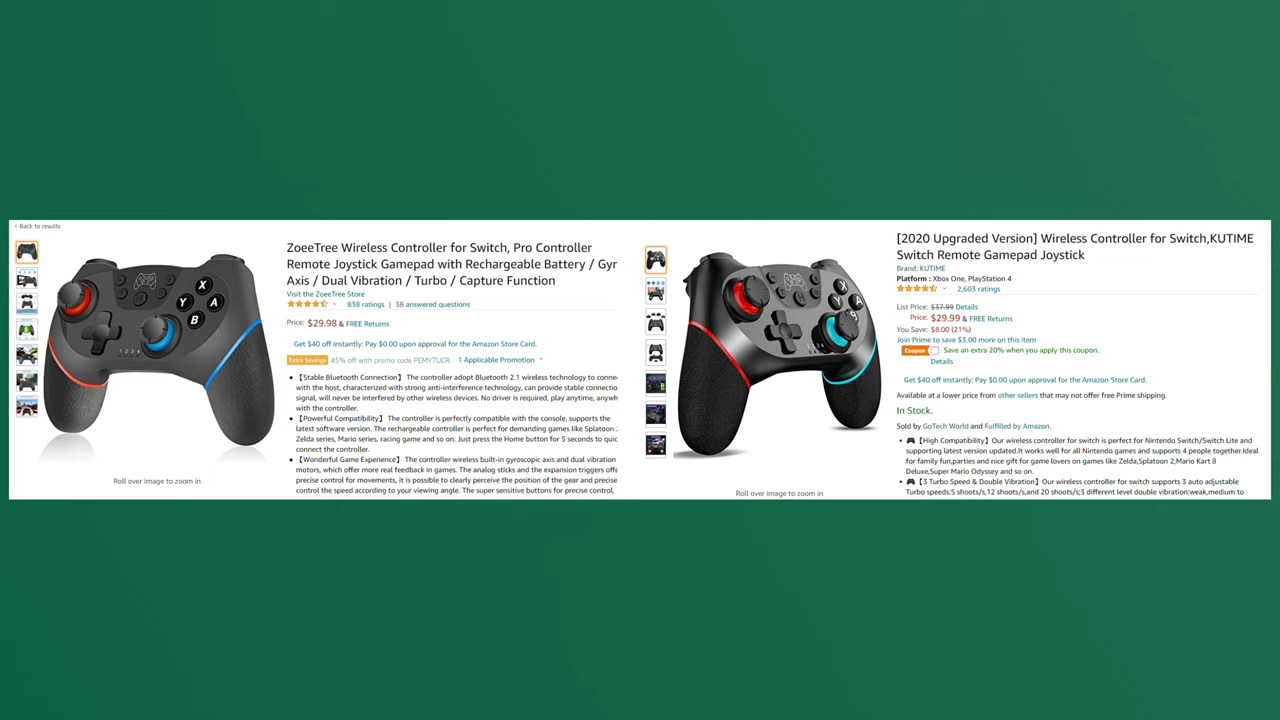 ‹ Back to results
ZoeeTree Wireless Controller for Switch, Pro Controller
Remote Joystick Gamepad with Rechargeable Battery / Gyr
Axis / Dual Vibration / Turbo / Capture Function
Visit the ZoeeTree Store
838 ratings | 38 answered questions
Price: $29.98 & FREE Returns
Get $40 off instantly: Pay $0.00 upon approval for the Amazon Store Card.
Extra Savings 45% off with promo code PEMY7UCR. 1 Applicable Promotion
• 【Stable Bluetooth Connection】 The controller adopt Bluetooth 2.1 wireless technology to conne
with the host, characterized with strong anti-interference technology, can provide stable connectio
signal, will never be interfered by other wireless devices. No driver is required, play anytime, anywh
with the controller.
• 【Powerful Compatibility】 The controller is perfectly compatible with the console, supports the
latest software version. The rechargeable controller is perfect for demanding games like Splatoon
Zelda series, Mario series, racing game and so on. Just press the Home button for 5 seconds to quic
connect the controller.
• 【Wonderful Game Experience】 The controller wireless built-in gyroscopic axis and dual vibration
motors, which offer more real feedback in games. The analog sticks and the expansion triggers offe
precise control for movements, it is possible to clearly perceive the position of the gear and precise
control the speed according to your viewing angle. The super sensitive buttons for precise control,
X
Y A
B
1 2 3 4
Roll over image to zoom in
[2020 Upgraded Version] Wireless Controller for Switch,KUTIME
Switch Remote Gamepad Joystick
Brand: KUTIME
Platform : Xbox One, PlayStation 4
2,603 ratings
List Price: $37.99 Details
Price: $29.99 & FREE Returns
You Save: $8.00 (21%)
Join Prime to save $3.00 more on this item
Coupon Save an extra 20% when you apply this coupon.
Details
Get $40 off instantly: Pay $0.00 upon approval for the Amazon Store Card.
Available at a lower price from other sellers that may not offer free Prime shipping.
In Stock.
Sold by GoTech World and Fulfilled by Amazon.
• 🎮【High Compatibility】Our wireless controller for switch is perfect for Nintendo Switch/Switch Lite and
supporting latest version updated.It works well for all Nintendo games and supports 4 people together.Ideal
for family fun,parties and nice gift for game lovers on games like Zelda,Splatoon 2,Mario Kart 8
Deluxe,Super Mario Odyssey and so on.
• 🎮【3 Turbo Speed & Double Vibration】Our wireless controller for switch supports 3 auto adjustable
Turbo speeds:5 shoots/s,12 shoots/s,and 20 shoots/s;3 different level double vibration:weak,medium to
X
Y A
B
Roll over image to zoom in